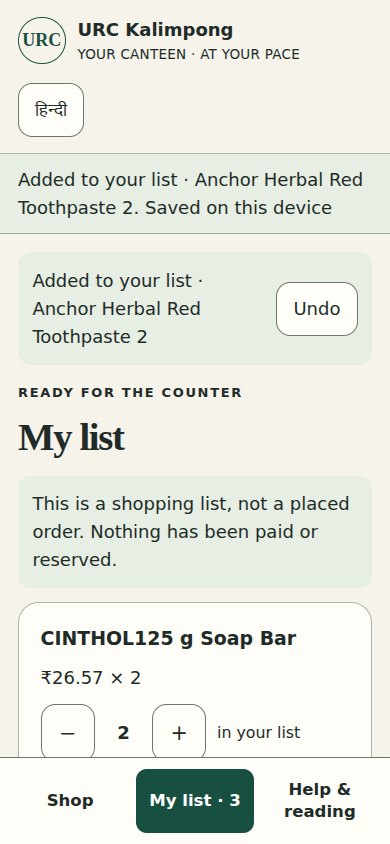 URC
URC Kalimpong
YOUR CANTEEN · AT YOUR PACE
हिन्दी
Added to your list · Anchor Herbal Red
Toothpaste 2. Saved on this device
Added to your list ·
Anchor Herbal Red
Toothpaste 2
Undo
READY FOR THE COUNTER
My list
This is a shopping list, not a placed
order. Nothing has been paid or
reserved.
CINTHOL125 g Soap Bar
₹26.57 × 2
− 2 + in your list
Shop
My list · 3
Help &
reading